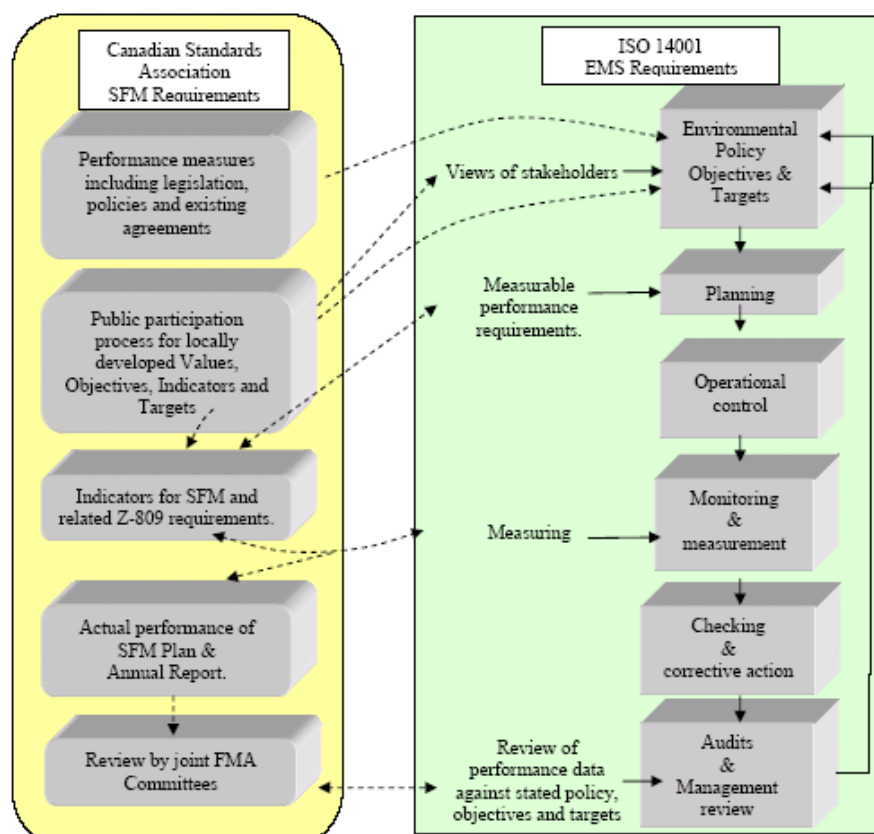 Canadian Standards
Association
SFM Requirements
Performance measures
including legislation,
policies and existing
agreements
Public participation
process for locally
developed Values,
Objectives, Indicators and
Targets
Indicators for SFM and
related Z-809 requirements.
Actual performance of
SFM Plan &
Annual Report.
Review by joint FMA
Committees
ISO 14001
EMS Requirements
Views of stakeholders
Environmental
Policy
Objectives &
Targets
Measurable
performance
requirements.
Planning
Operational
control
Measuring
Monitoring
&
measurement
Checking
&
corrective action
Review of
performance data
against stated policy,
objectives and targets
Audits
&
Management
review